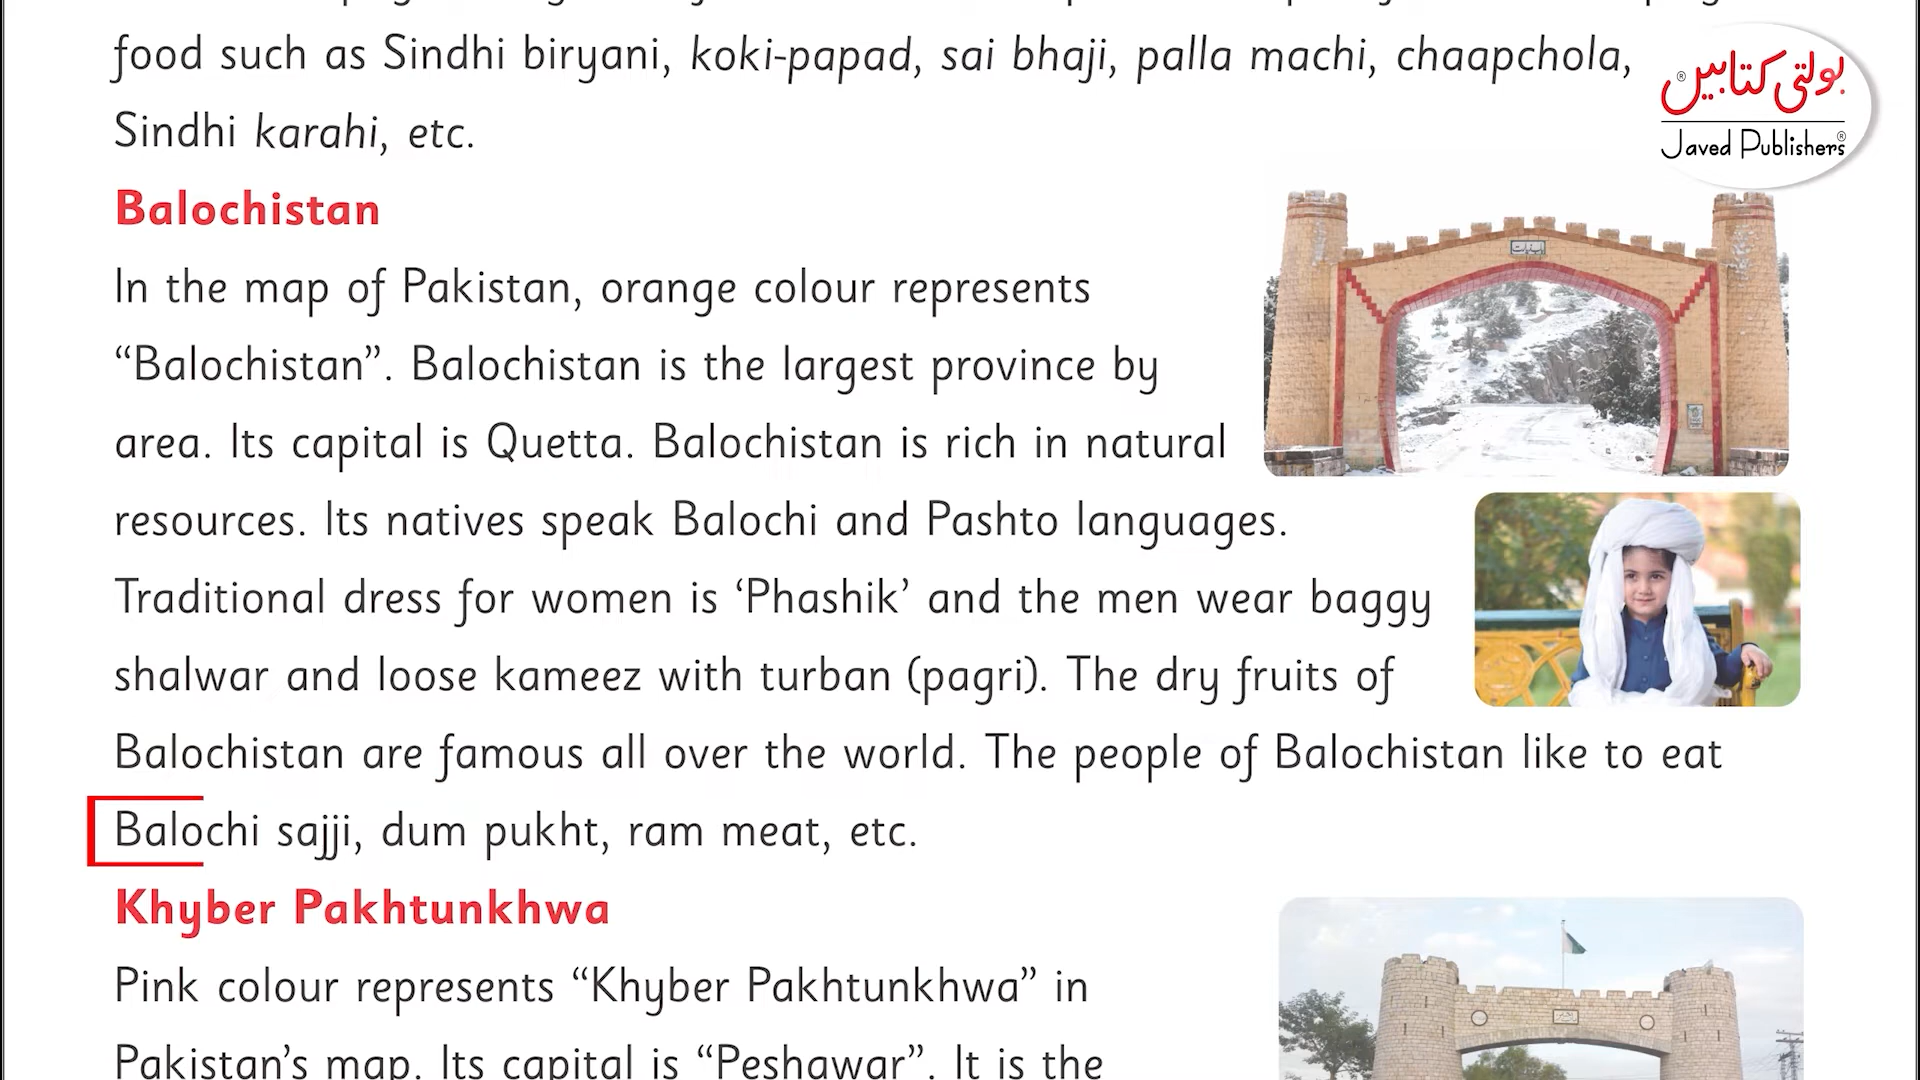 food such as Sindhi biryani, koki-papad, sai bhaji, palla machi, chaapchola,
Sindhi karahi, etc.
بولتی کتابیں®
Javed Publishers®
Balochistan
In the map of Pakistan, orange colour represents
“Balochistan”. Balochistan is the largest province by
area. Its capital is Quetta. Balochistan is rich in natural
resources. Its natives speak Balochi and Pashto languages.
Traditional dress for women is ‘Phashik’ and the men wear baggy
shalwar and loose kameez with turban (pagri). The dry fruits of
Balochistan are famous all over the world. The people of Balochistan like to eat
Balochi sajji, dum pukht, ram meat, etc.
Khyber Pakhtunkhwa
Pink colour represents “Khyber Pakhtunkhwa” in
Pakistan’s map. Its capital is “Peshawar”. It is the